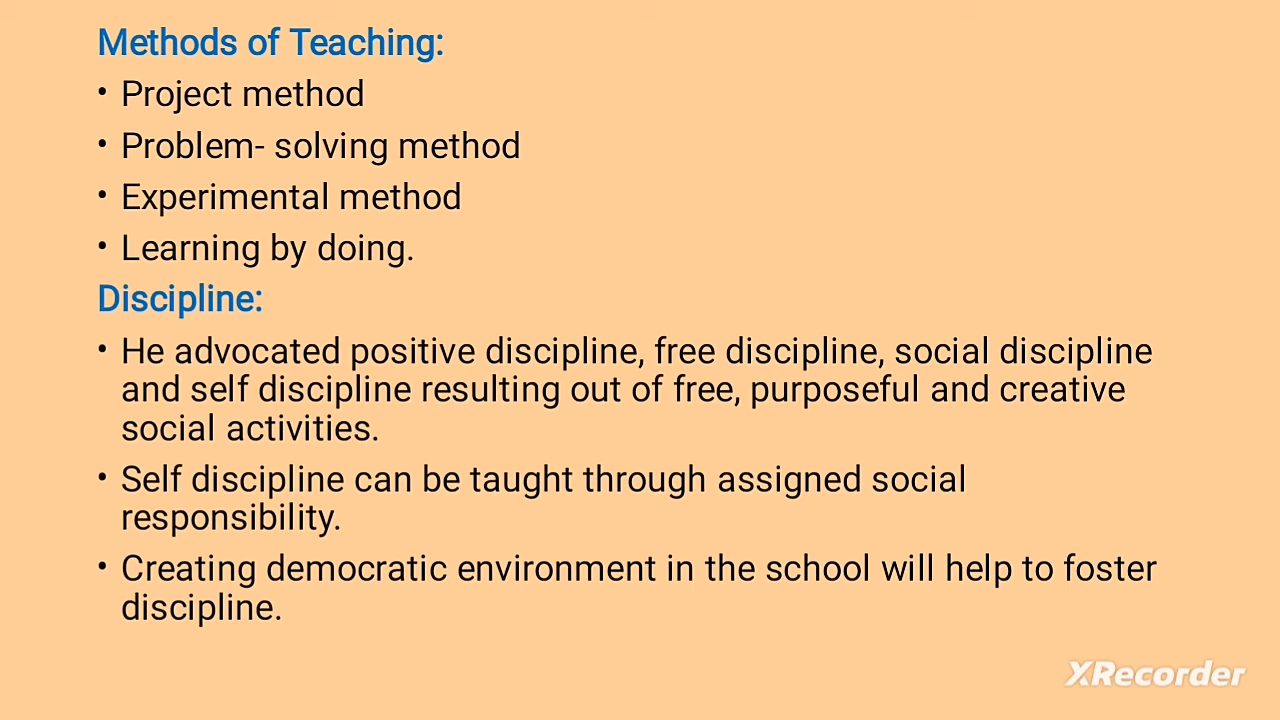 Methods of Teaching:
• Project method
• Problem- solving method
• Experimental method
• Learning by doing.
Discipline:
• He advocated positive discipline, free discipline, social discipline
and self discipline resulting out of free, purposeful and creative
social activities.
• Self discipline can be taught through assigned social
responsibility.
• Creating democratic environment in the school will help to foster
discipline.
XRecorder